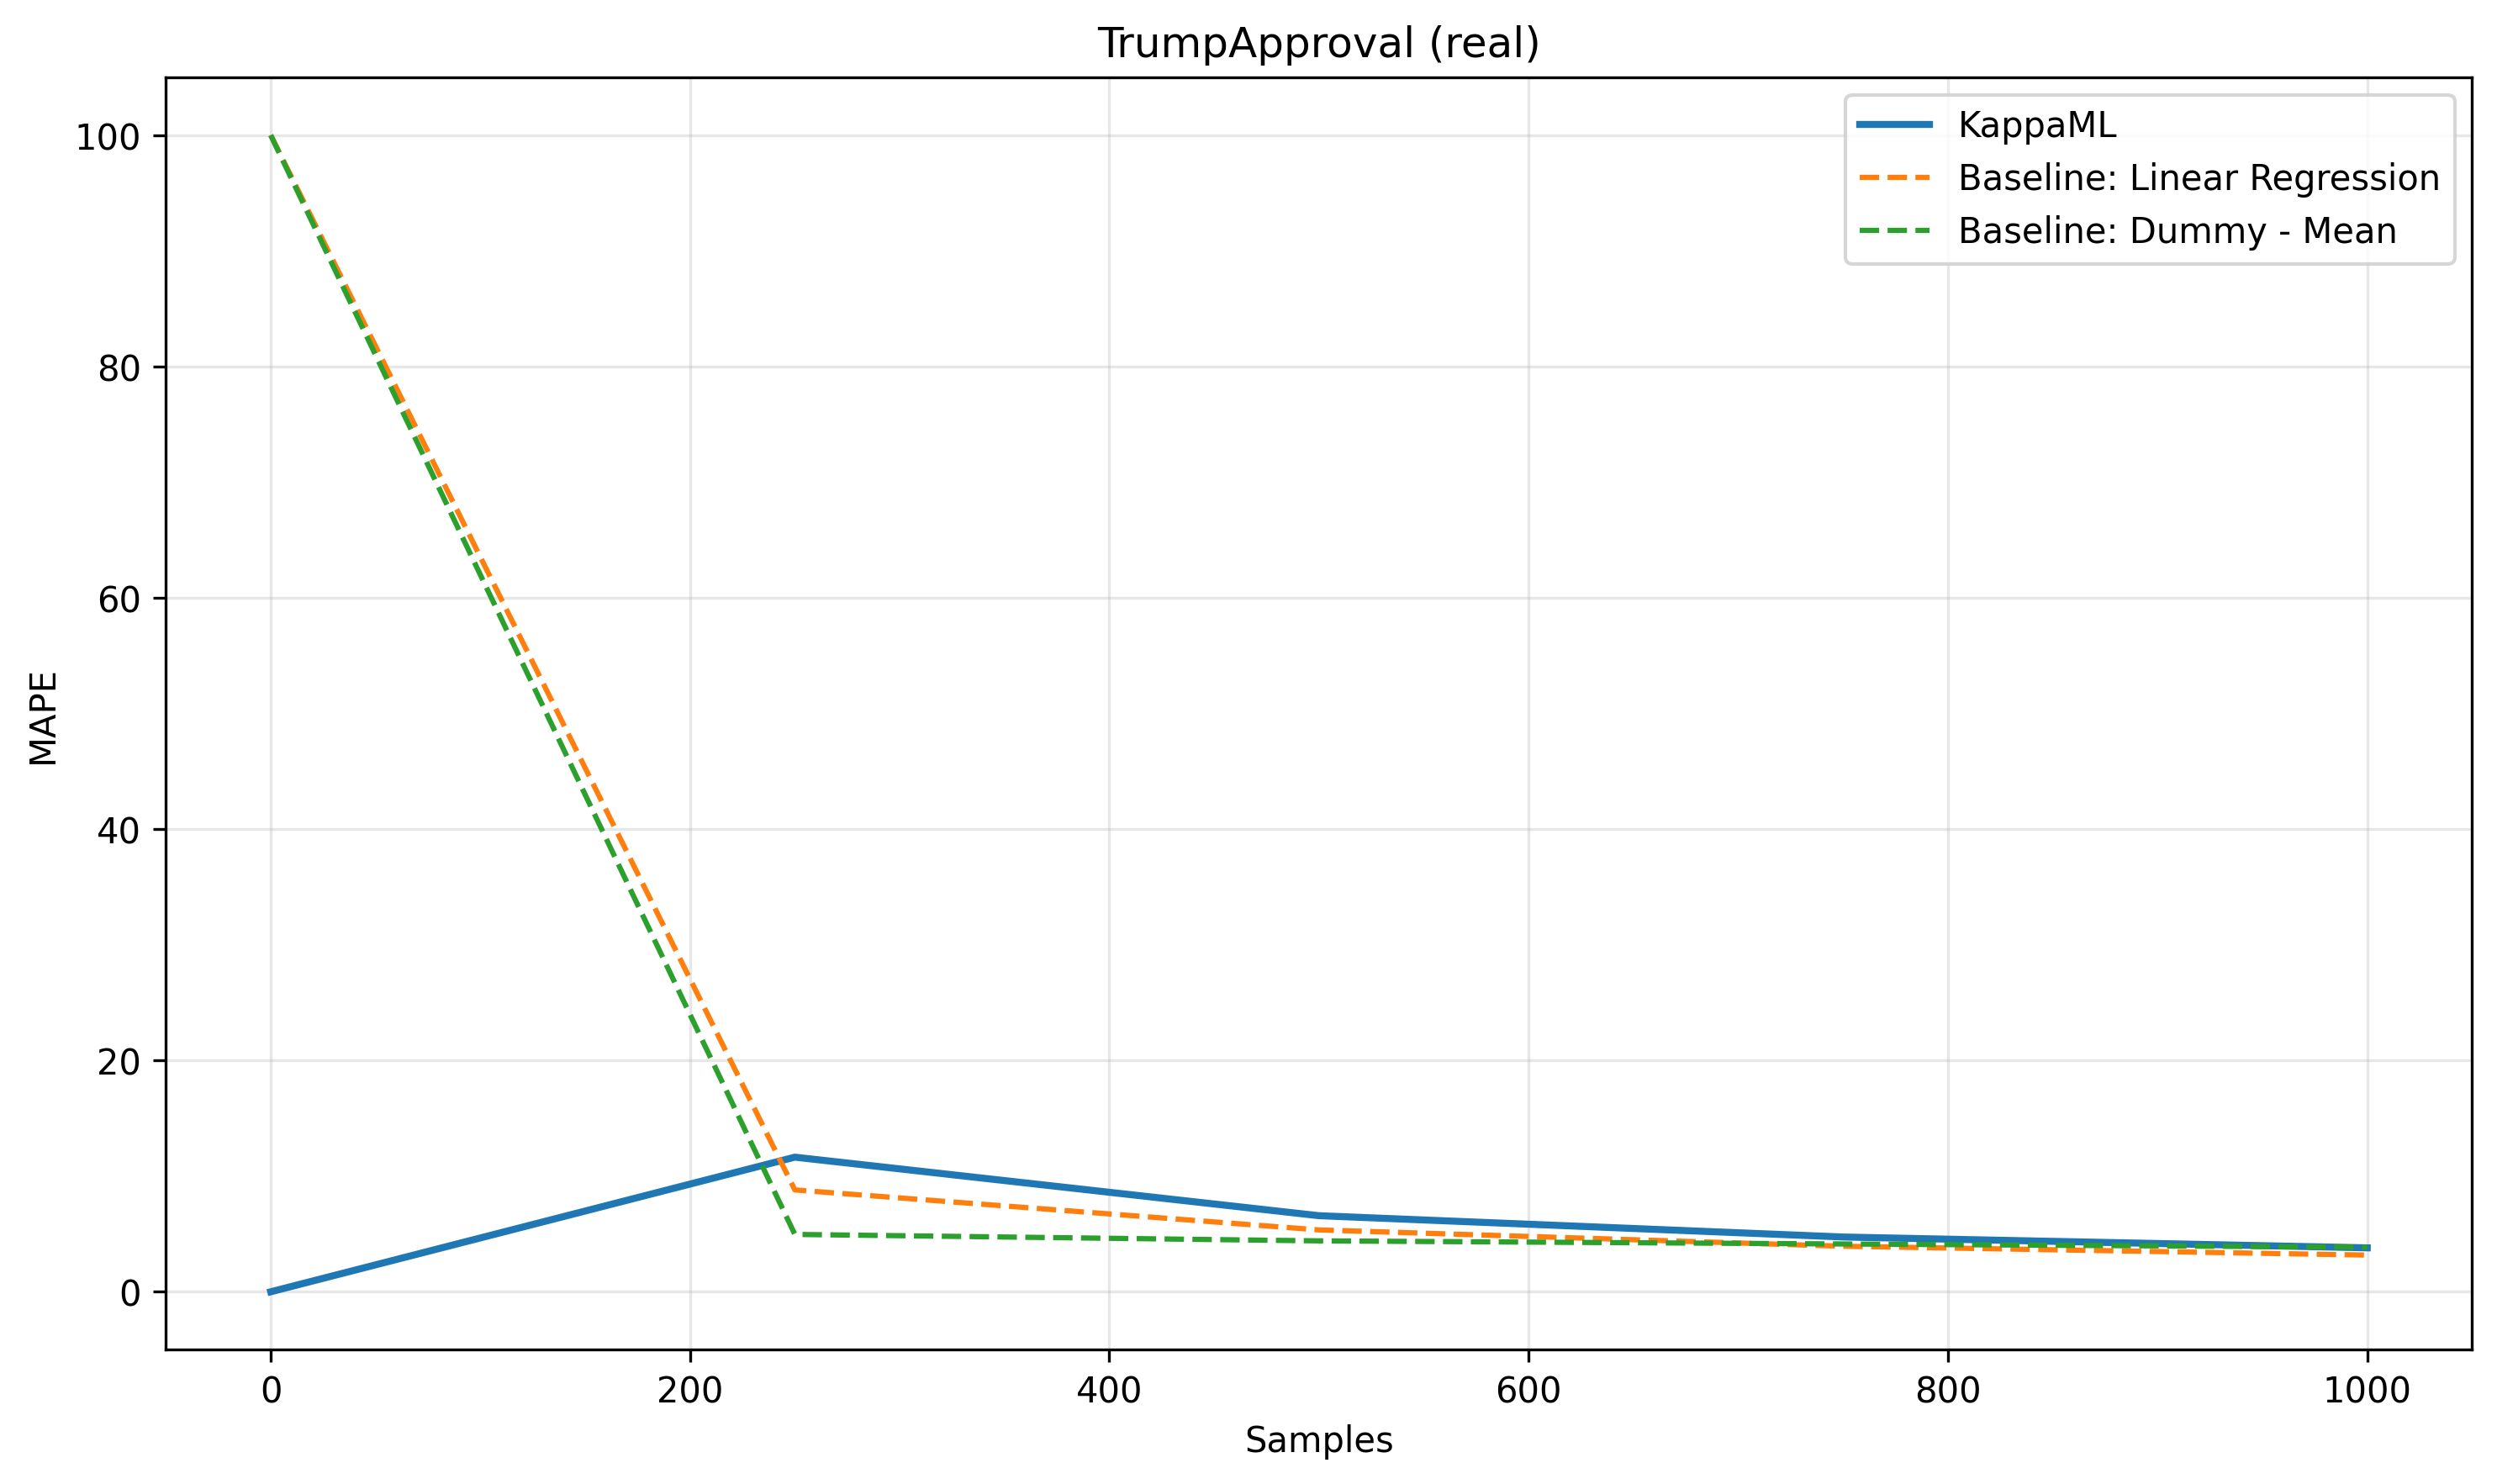 TrumpApproval (real)
KappaML
Baseline: Linear Regression
Baseline: Dummy - Mean
MAPE
100
80
60
40
20
0
0 200 400 600 800 1000
Samples